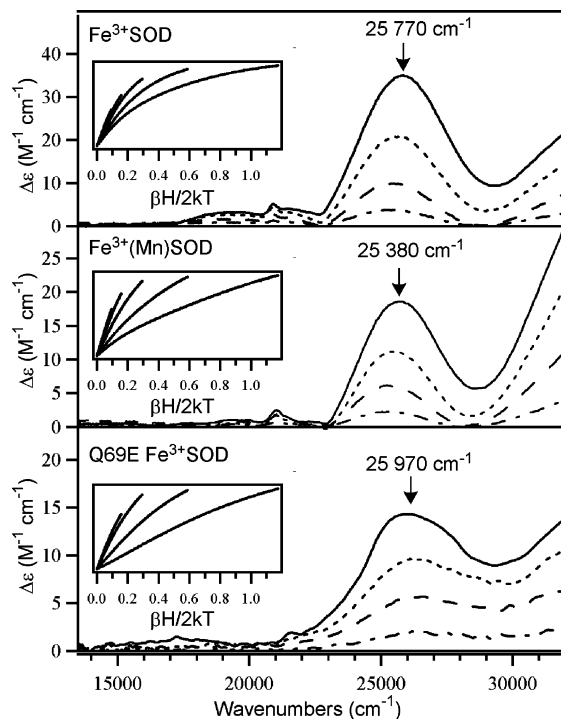 Fe³⁺SOD
25 770 cm⁻¹
40
30
20
10
0
Δε (M⁻¹ cm⁻¹)
0.0 0.2 0.4 0.6 0.8 1.0
βH/2kT
Fe³⁺(Mn)SOD
25 380 cm⁻¹
25
20
15
10
5
0
Δε (M⁻¹ cm⁻¹)
0.0 0.2 0.4 0.6 0.8 1.0
βH/2kT
Q69E Fe³⁺SOD
25 970 cm⁻¹
20
15
10
5
0
Δε (M⁻¹ cm⁻¹)
0.0 0.2 0.4 0.6 0.8 1.0
βH/2kT
15000 20000 25000 30000
Wavenumbers (cm⁻¹)